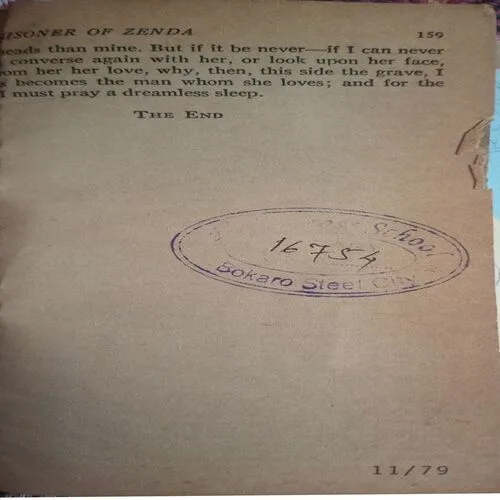 ISONER OF ZENDA 159
heads than mine. But if it be never—if I can never
converse again with her, or look upon her face,
om her her love, why, then, this side the grave, I
s becomes the man whom she loves; and for the
I must pray a dreamless sleep.
THE END
School
16754
Bokaro Steel City
11/79